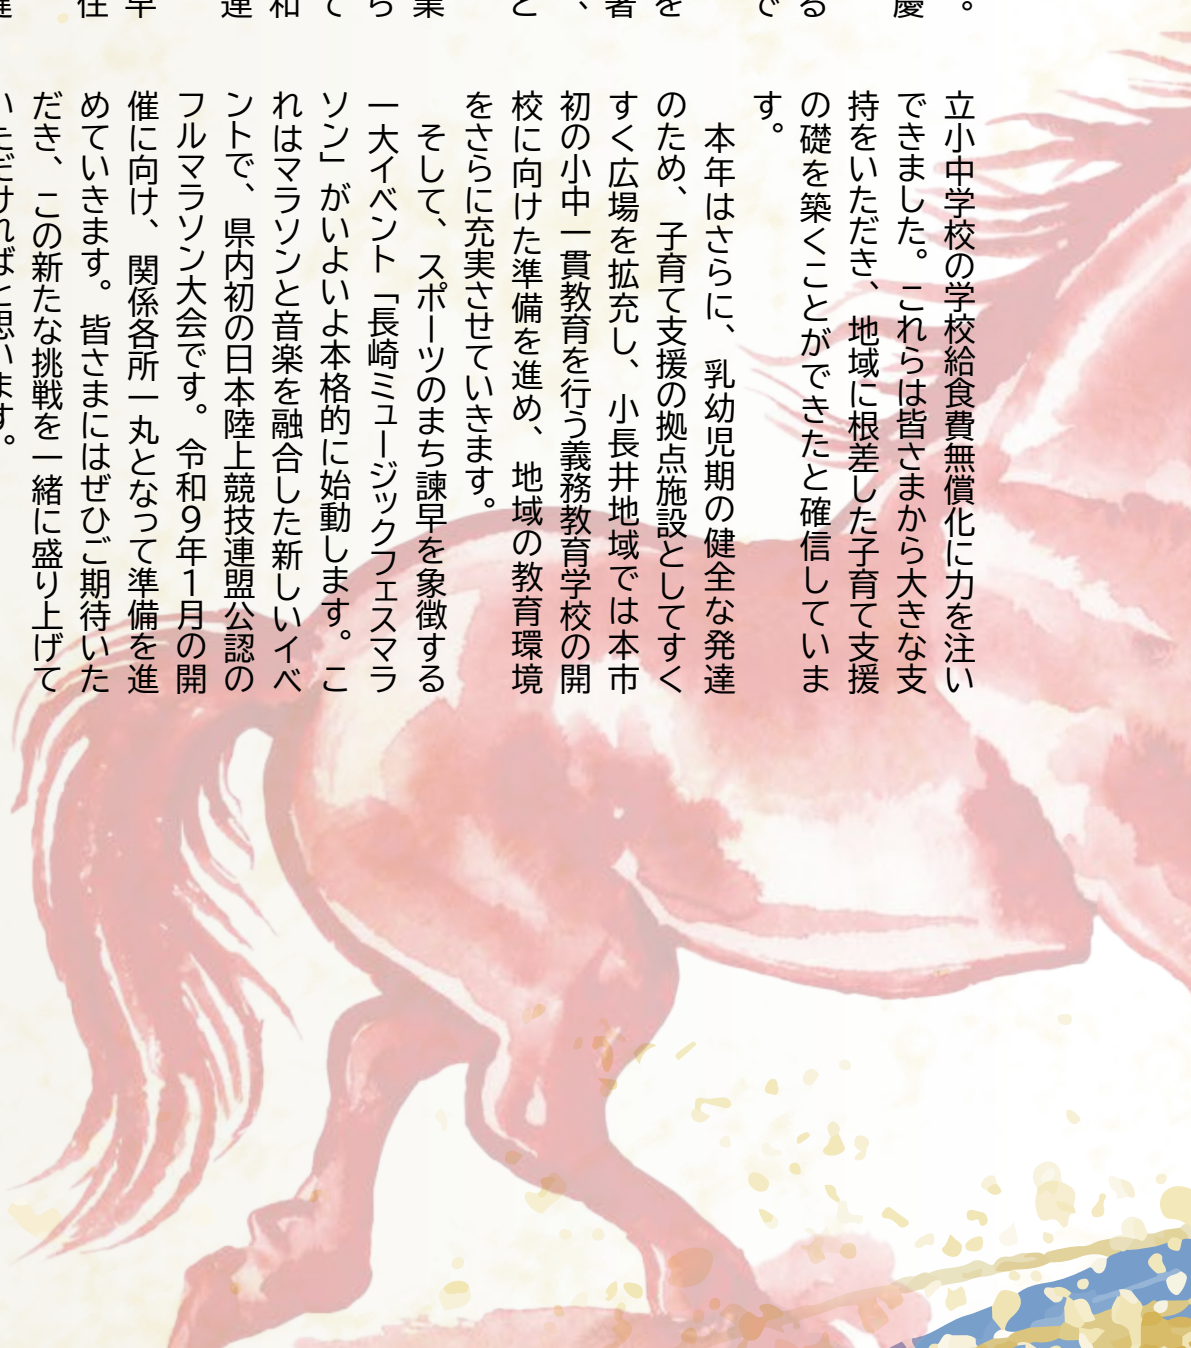 立小中学校の学校給食費無償化に力を注い
できました。これらは皆さまから大きな支
持をいただき、地域に根差した子育て支援
の礎を築くことができたと確信していま
す。
本年はさらに、乳幼児期の健全な発達
のため、子育て支援の拠点施設としてすく
すく広場を拡充し、小長井地域では本市
初の小中一貫教育を行う義務教育学校の開
校に向けた準備を進め、地域の教育環境
をさらに充実させていきます。
そして、スポーツのまち諫早を象徴する
一大イベント「長崎ミュージックフェスマラ
ソン」がいよいよ本格的に始動します。こ
れはマラソンと音楽を融合した新しいイベ
ントで、県内初の日本陸上競技連盟公認の
フルマラソン大会です。令和９年１月の開
催に向け、関係各所一丸となって準備を進
めていきます。皆さまにはぜひご期待いた
だき、この新たな挑戦を一緒に盛り上げて
いただければと思います。